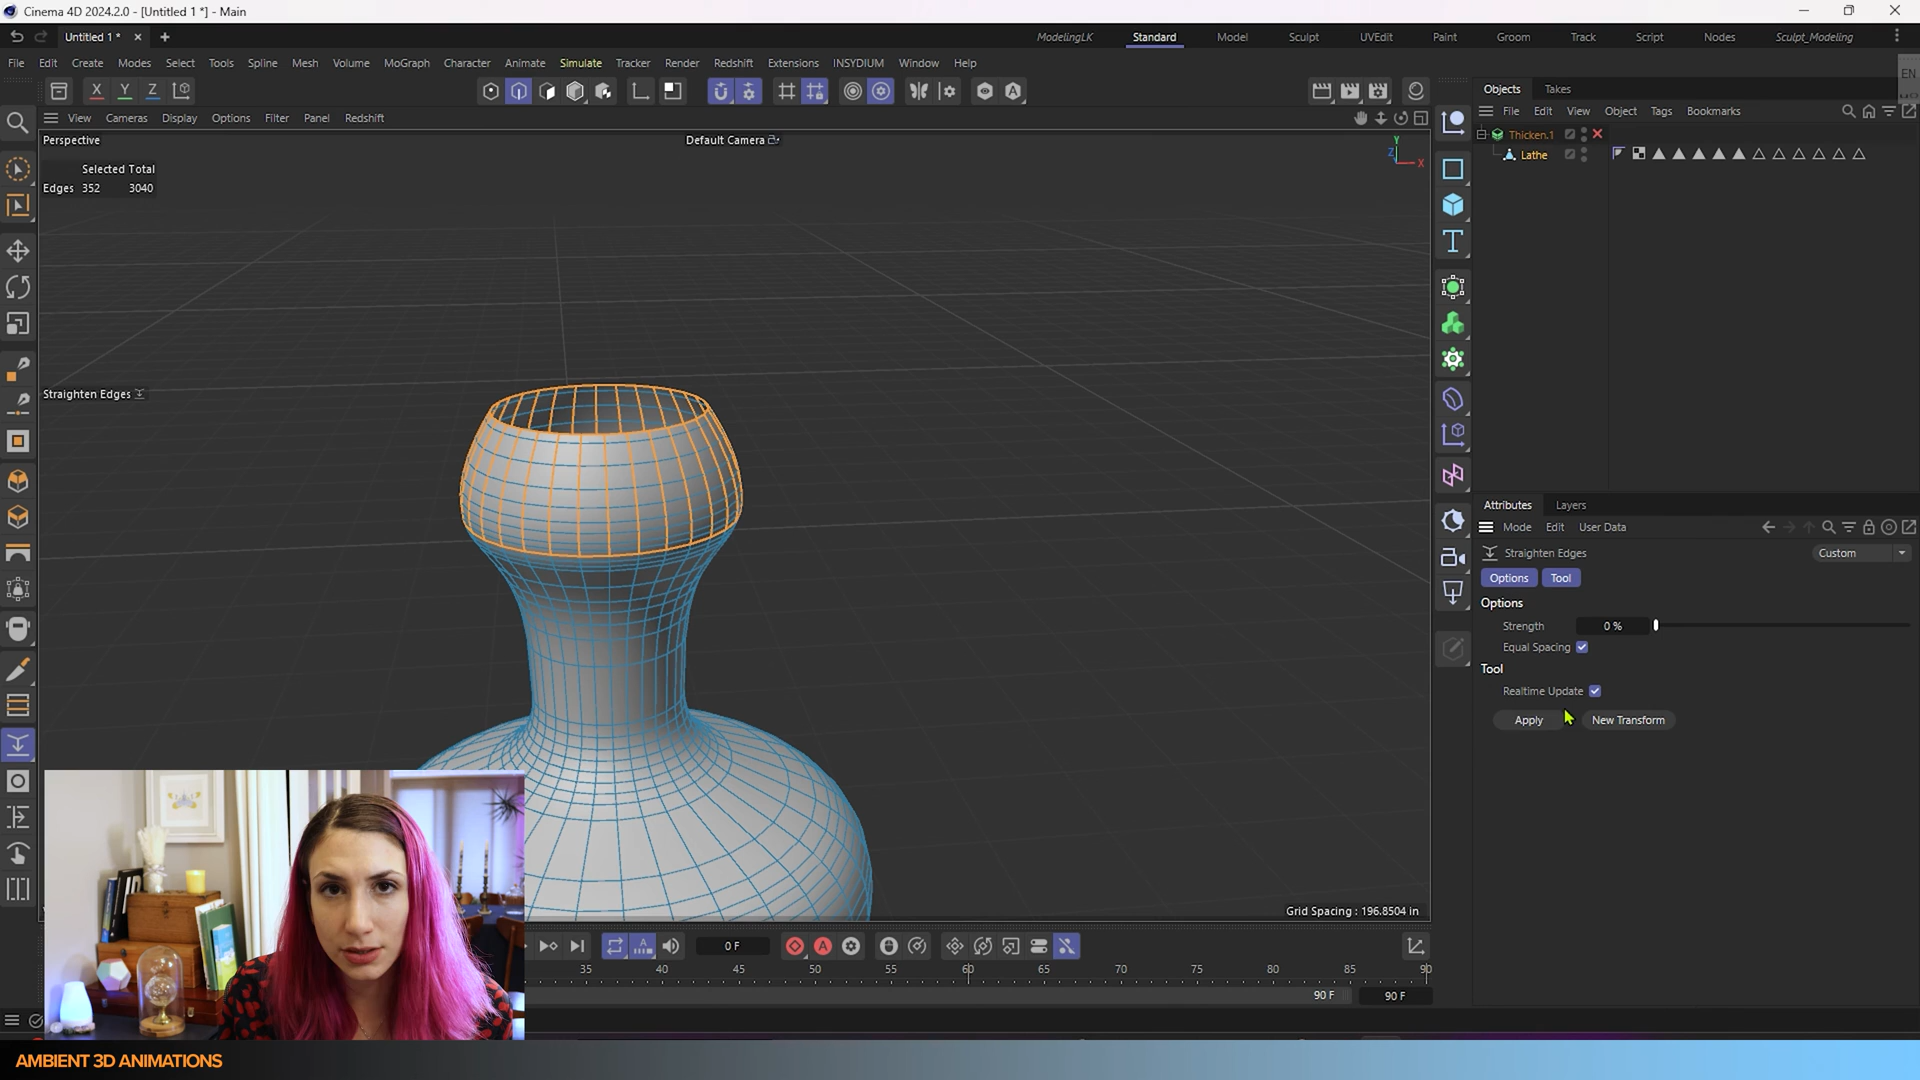 Cinema 4D 2024.2.0 - [Untitled 1 *] - Main
Untitled 1 *
ModelingLK Standard Model Sculpt UVEdit Paint Groom Track Script Nodes Sculpt_Modeling
File Edit Create Modes Select Tools Spline Mesh Volume MoGraph Character Animate Simulate Tracker Render Redshift Extensions INSYDIUM Window Help
EN
X Y Z
Objects Takes
File Edit View Object Tags Bookmarks
View Cameras Display Options Filter Panel Redshift
Perspective
Default Camera
Y
Z
X
Thicken.1
Lathe
Selected Total
Edges 352 3040
Straighten Edges
Attributes Layers
Mode Edit User Data
Straighten Edges
Custom
Options Tool
Options
Strength 0 %
Equal Spacing
Tool
Realtime Update
Apply New Transform
Grid Spacing : 196.8504 in
0 F
35 40 45 50 55 60 65 70 75 80 85 90
90 F 90 F
AMBIENT 3D ANIMATIONS